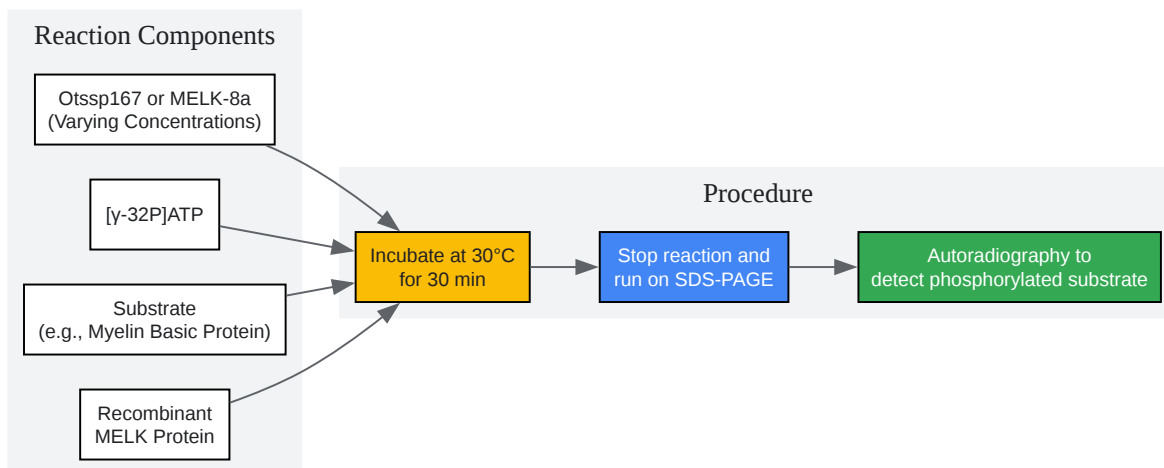 Reaction Components
Otssp167 or MELK-8a
(Varying Concentrations)
[γ-32P]ATP
Substrate
(e.g., Myelin Basic Protein)
Recombinant
MELK Protein
Procedure
Incubate at 30°C
for 30 min
Stop reaction and
run on SDS-PAGE
Autoradiography to
detect phosphorylated substrate